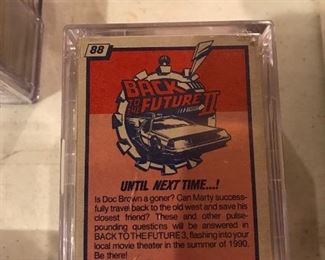 88
BACK
TO THE
FUTURE
II
UNTIL NEXT TIME...!
Is Doc Brown a goner? Can Marty success-
fully travel back to the old west and save his
closest friend? These and other pulse-
pounding questions will be answered in
BACK TO THE FUTURE 3, flashing into your
local movie theater in the summer of 1990.
Be there!